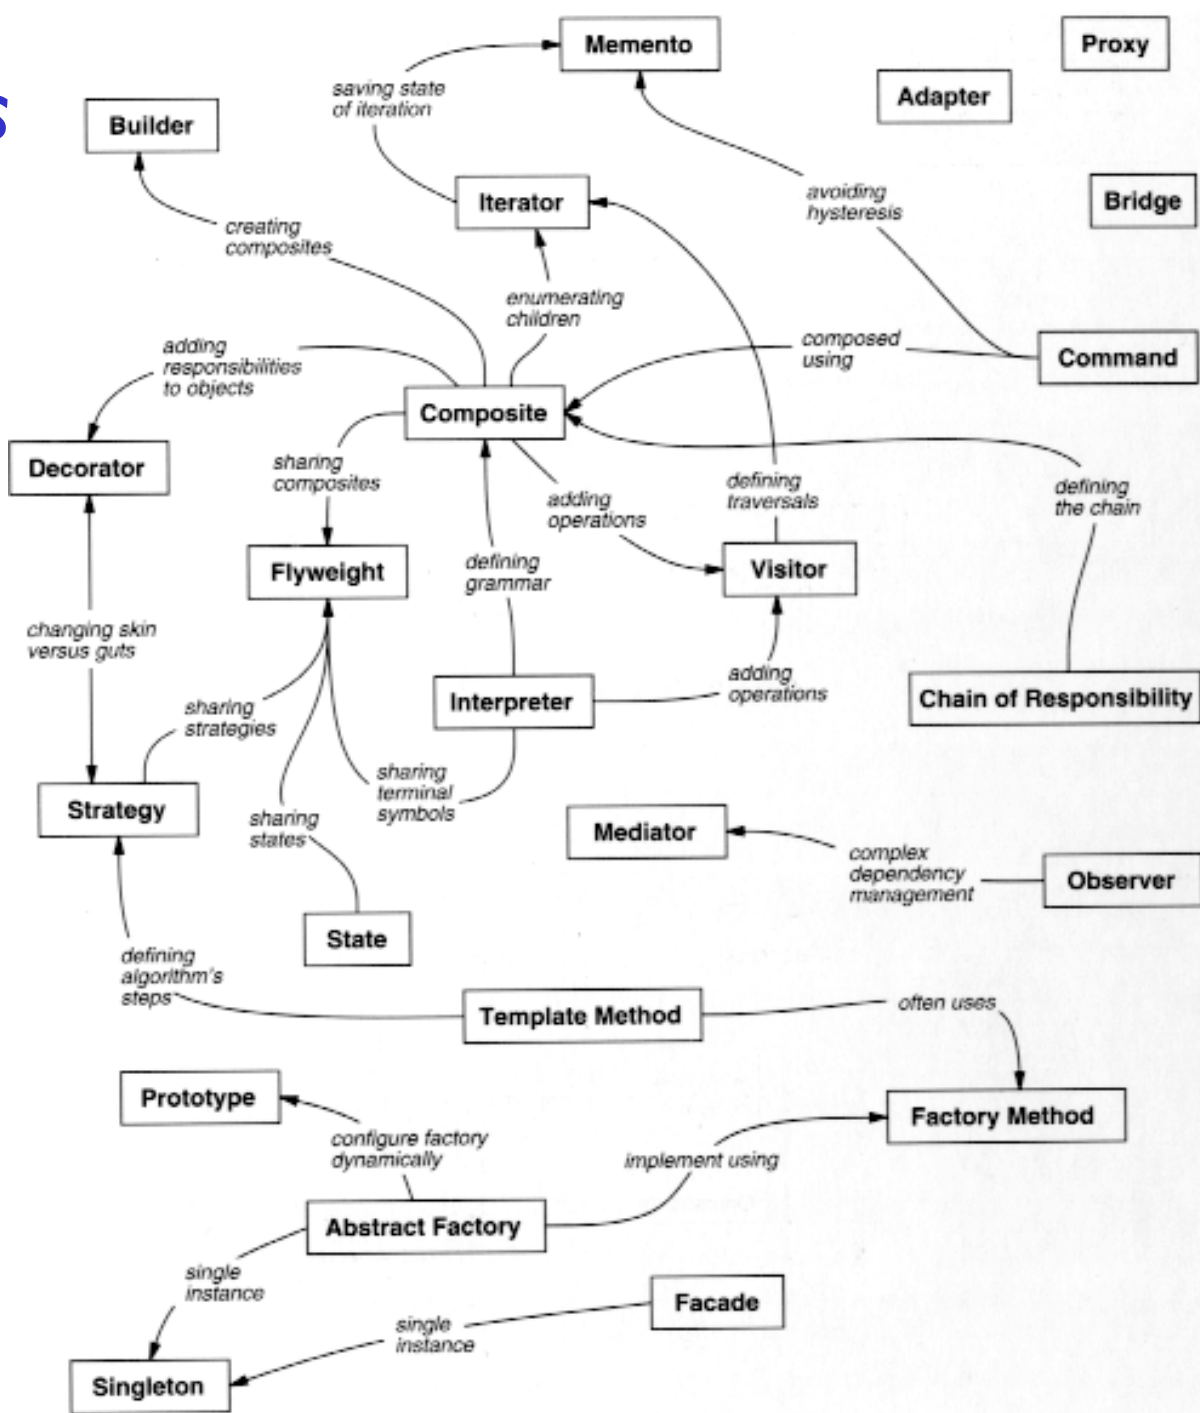 s
Memento
Proxy
Adapter
saving state
of iteration
Builder
Iterator
avoiding
hysteresis
Bridge
creating
composites
enumerating
children
adding
responsibilities
to objects
composed
using
Command
Composite
Decorator
sharing
composites
adding
operations
defining
traversals
defining
the chain
Flyweight
defining
grammar
Visitor
changing skin
versus guts
adding
operations
Interpreter
Chain of Responsibility
sharing
strategies
sharing
terminal
symbols
Strategy
sharing
states
Mediator
complex
dependency
management
Observer
State
defining
algorithm's
steps
Template Method
often uses
Prototype
Factory Method
configure factory
dynamically
implement using
Abstract Factory
single
instance
Facade
single
instance
Singleton